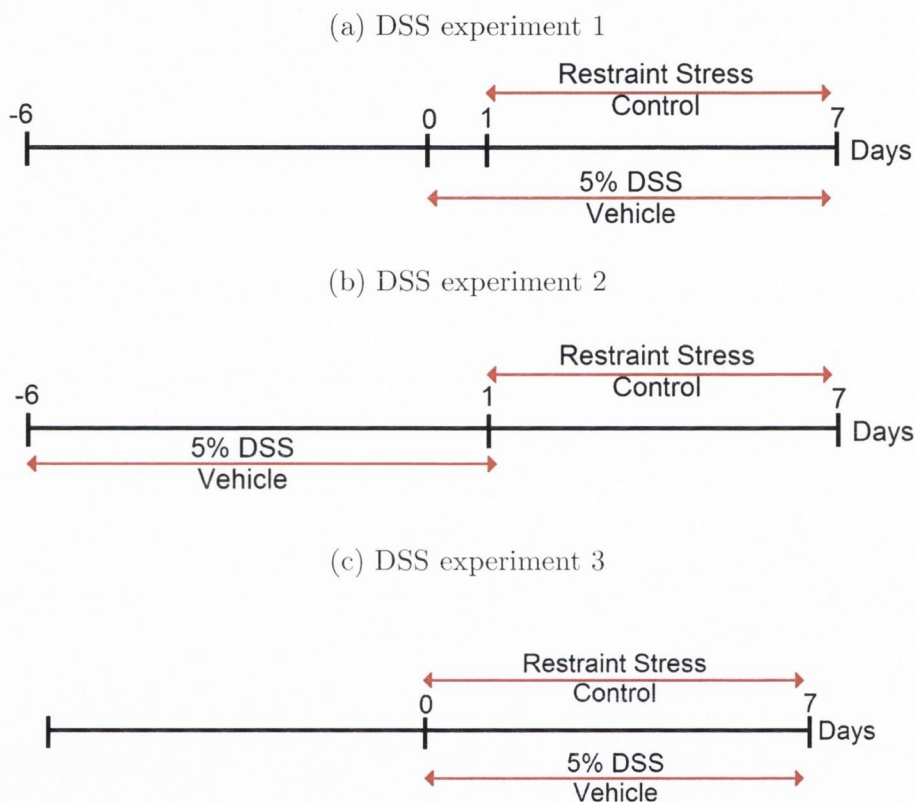 (a) DSS experiment 1
Restraint Stress
Control
-6
0
1
7
Days
5% DSS
Vehicle
(b) DSS experiment 2
Restraint Stress
Control
-6
1
7
Days
5% DSS
Vehicle
(c) DSS experiment 3
Restraint Stress
Control
0
7
Days
5% DSS
Vehicle